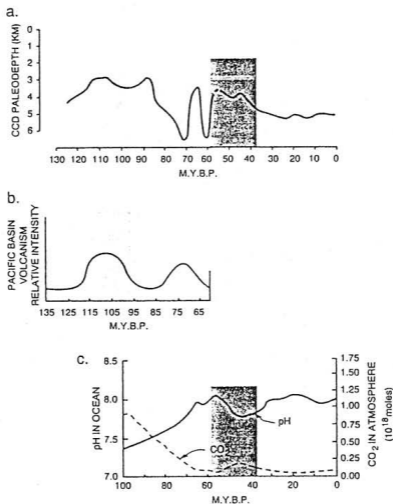 a.
CCD PALEODEPTH (KM)
0
1
2
3
4
5
6
130 120 110 100 90 80 70 60 50 40 30 20 10 0
M.Y.B.P.
b.
PACIFIC BASIN
VOLCANISM
RELATIVE INTENSITY
135 125 115 105 95 85 75 65
M.Y.B.P.
c.
pH IN OCEAN
8.5
8.0
7.5
7.0
CO2
pH
1.75
1.50
1.25
1.00
0.75
0.50
0.25
0
CO2 IN ATMOSPHERE
(10^18 moles)
100 80 60 40 20 0
M.Y.B.P.